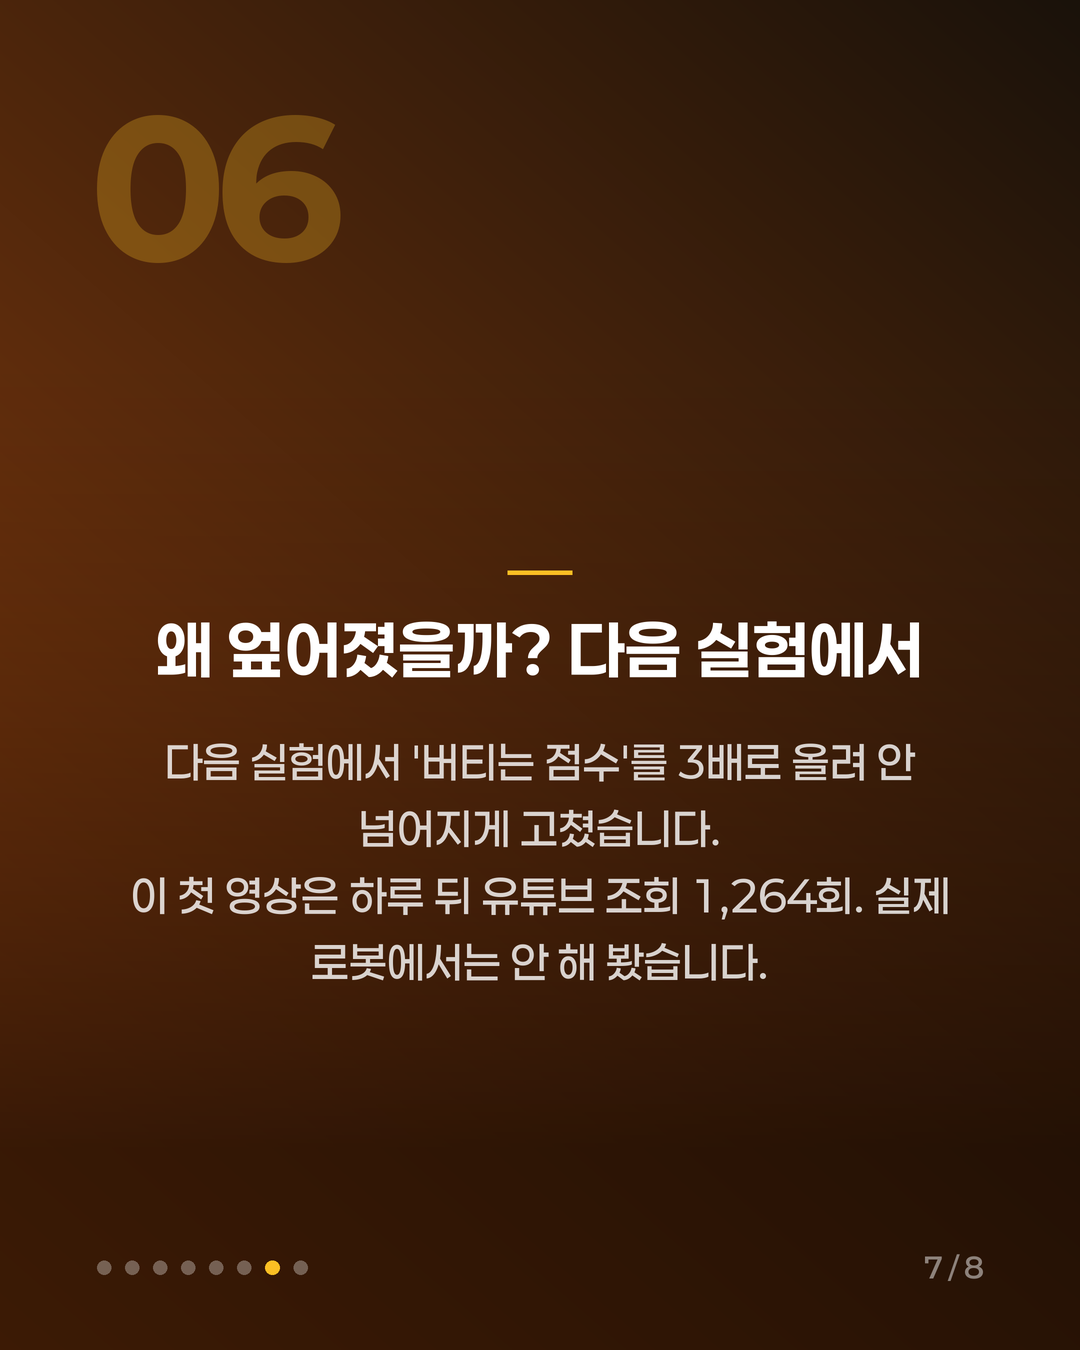 06
왜 엎어졌을까? 다음 실험에서
다음 실험에서 '버티는 점수'를 3배로 올려 안
넘어지게 고쳤습니다.
이 첫 영상은 하루 뒤 유튜브 조회 1,264회. 실제
로봇에서는 안 해 봤습니다.
7/8